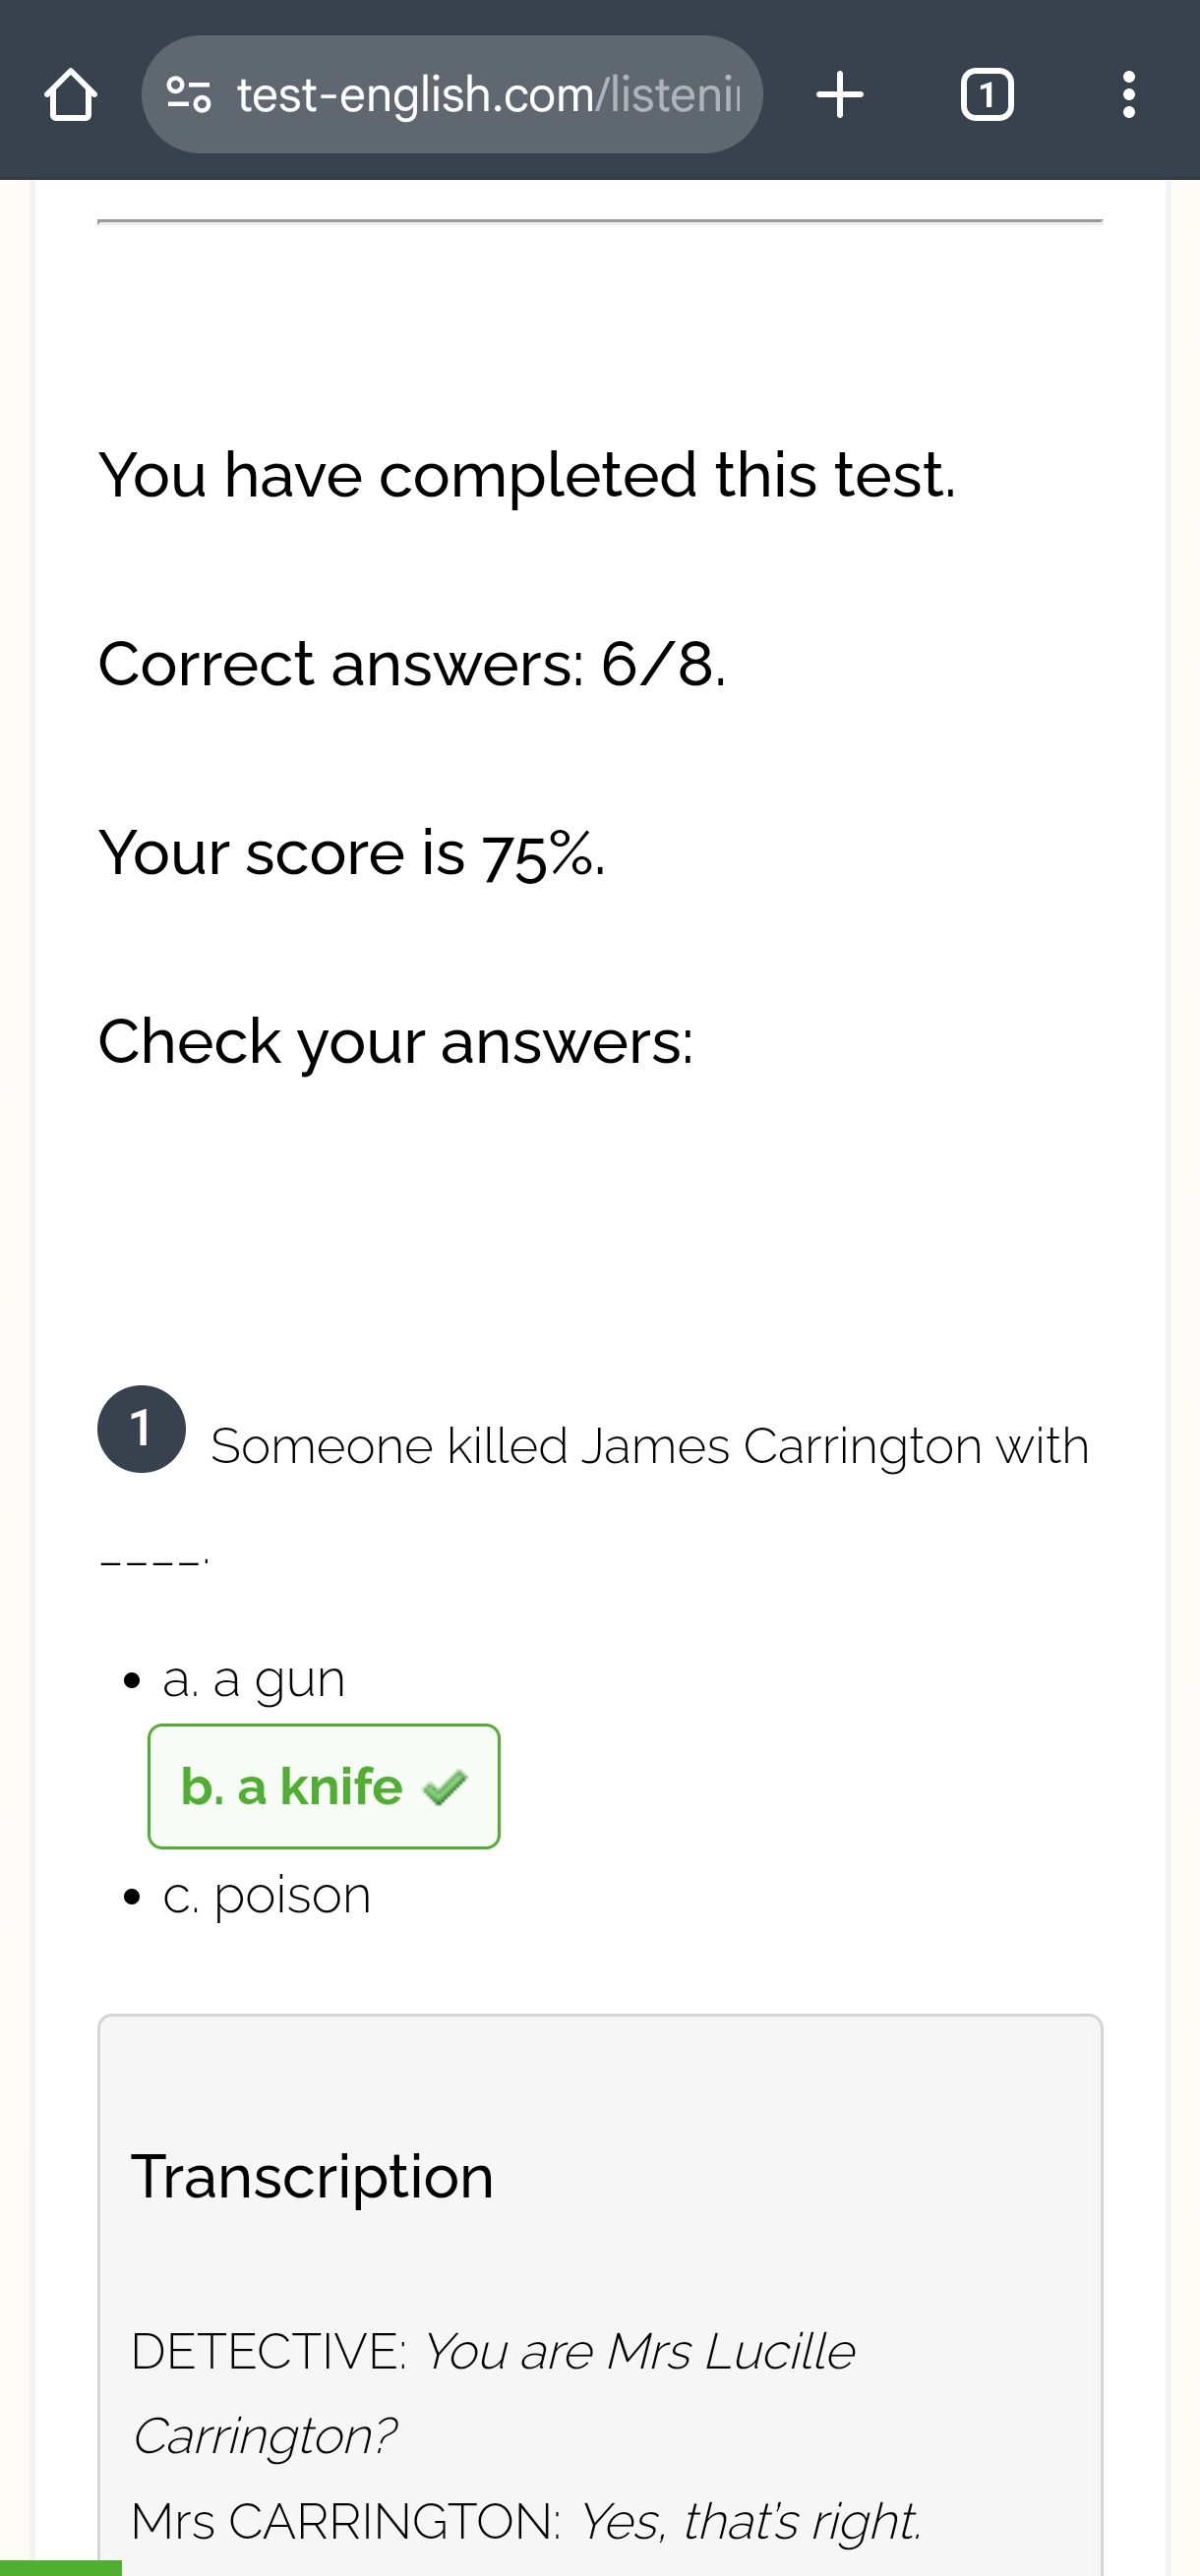 test-english.com/listeni
1
You have completed this test.
Correct answers: 6/8.
Your score is 75%.
Check your answers:
1 Someone killed James Carrington with
____.
• a. a gun
b. a knife
• c. poison
Transcription
DETECTIVE: You are Mrs Lucille
Carrington?
Mrs CARRINGTON: Yes, that's right.